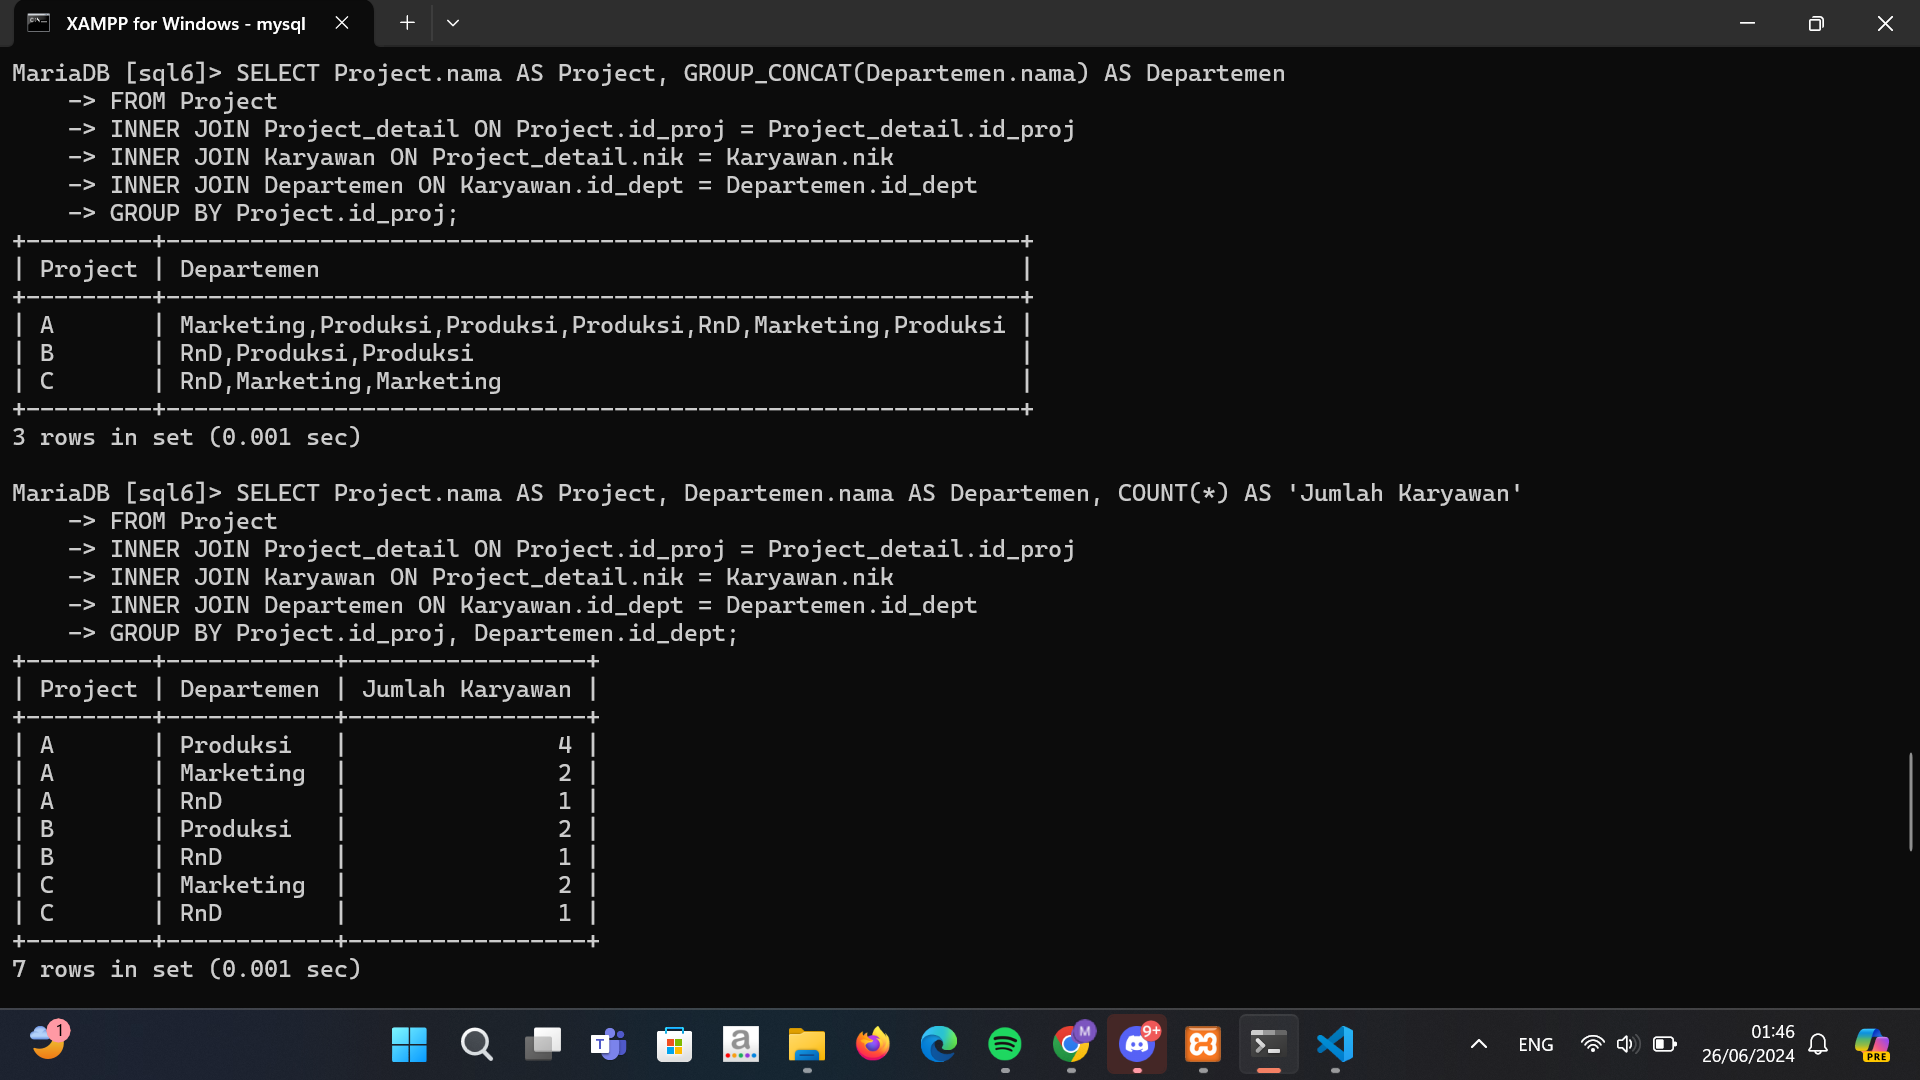 XAMPP for Windows - mysql
MariaDB [sql6]> SELECT Project.nama AS Project, GROUP_CONCAT(Departemen.nama) AS Departemen
    -> FROM Project
    -> INNER JOIN Project_detail ON Project.id_proj = Project_detail.id_proj
    -> INNER JOIN Karyawan ON Project_detail.nik = Karyawan.nik
    -> INNER JOIN Departemen ON Karyawan.id_dept = Departemen.id_dept
    -> GROUP BY Project.id_proj;
+---------+-------------------------------------------------------------+
| Project | Departemen                                                  |
+---------+-------------------------------------------------------------+
| A       | Marketing,Produksi,Produksi,Produksi,RnD,Marketing,Produksi |
| B       | RnD,Produksi,Produksi                                       |
| C       | RnD,Marketing,Marketing                                     |
+---------+-------------------------------------------------------------+
3 rows in set (0.001 sec)
MariaDB [sql6]> SELECT Project.nama AS Project, Departemen.nama AS Departemen, COUNT(*) AS 'Jumlah Karyawan'
    -> FROM Project
    -> INNER JOIN Project_detail ON Project.id_proj = Project_detail.id_proj
    -> INNER JOIN Karyawan ON Project_detail.nik = Karyawan.nik
    -> INNER JOIN Departemen ON Karyawan.id_dept = Departemen.id_dept
    -> GROUP BY Project.id_proj, Departemen.id_dept;
+---------+------------+-----------------+
| Project | Departemen | Jumlah Karyawan |
+---------+------------+-----------------+
| A       | Produksi   |               4 |
| A       | Marketing  |               2 |
| A       | RnD        |               1 |
| B       | Produksi   |               2 |
| B       | RnD        |               1 |
| C       | Marketing  |               2 |
| C       | RnD        |               1 |
+---------+------------+-----------------+
7 rows in set (0.001 sec)
1
T
a
M
9+
ENG
01:46
26/06/2024
PRE